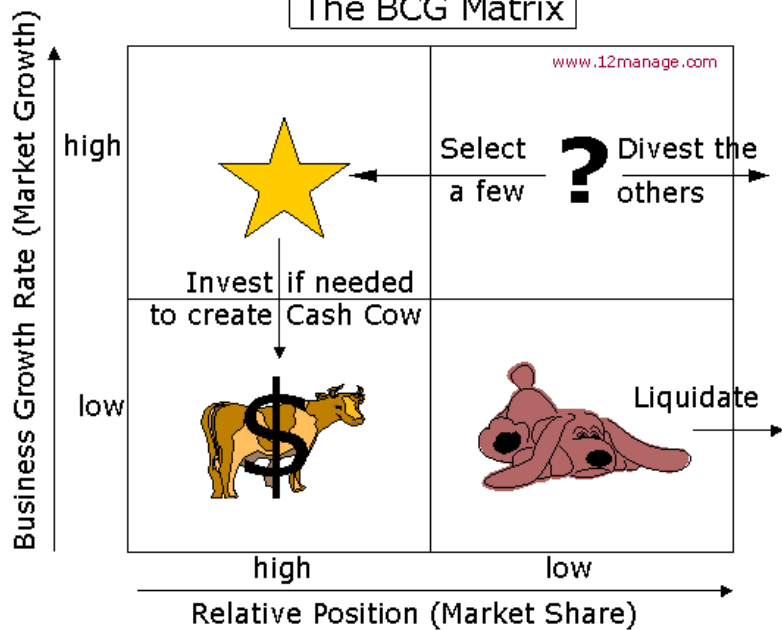 The BCG Matrix
www.12manage.com
Business Growth Rate (Market Growth)
high
Select
a few
?
Divest the
others
Invest if needed
to create Cash Cow
low
$
Liquidate
high
low
Relative Position (Market Share)